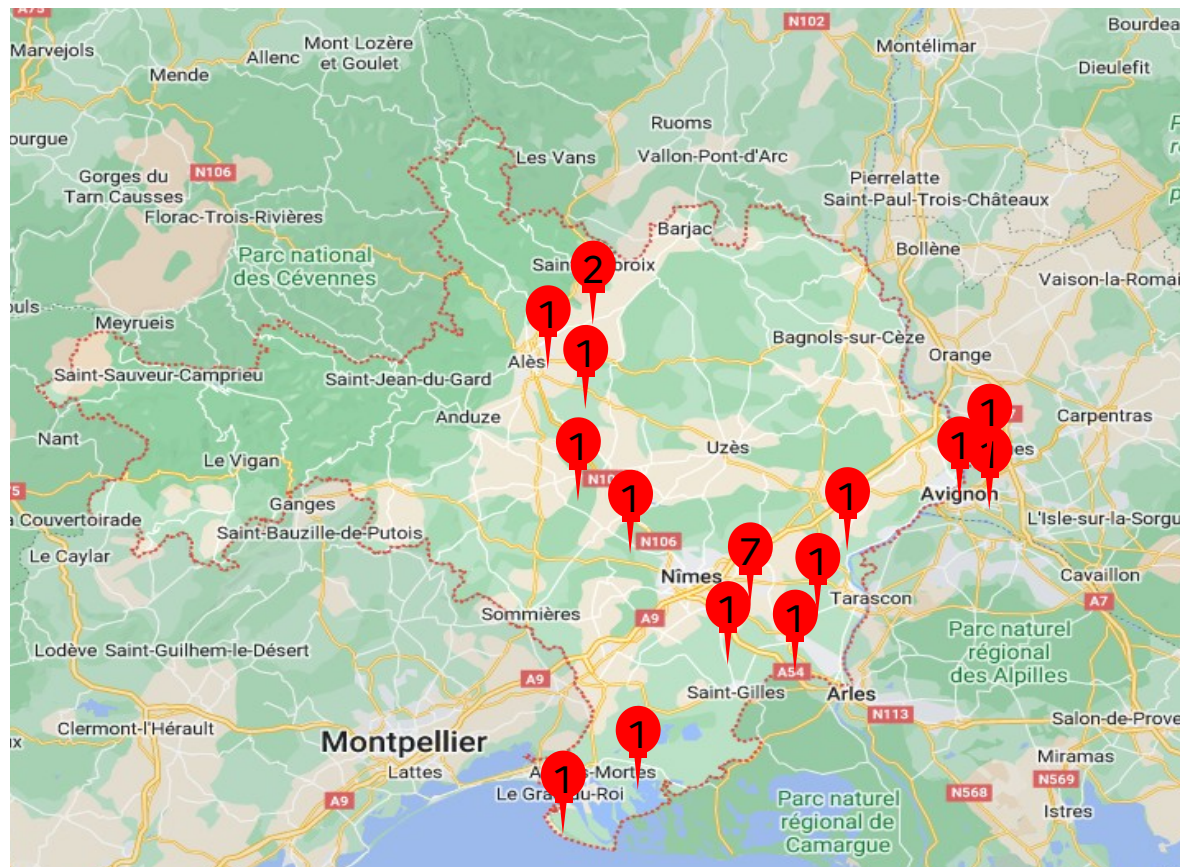 A75
N102
Bourdea
Marvejols
Mont Lozère
et Goulet
Allenc
Montélimar
Mende
Dieulefit
ourgue
Ruoms
Les Vans
Vallon-Pont-d'Arc
N106
Gorges du
Tarn Causses
Pierrelatte
Saint-Paul-Trois-Châteaux
Florac-Trois-Rivières
Barjac
Parc national
des Cévennes
Bollène
2
Vaison-la-Romai
Meyrueis
1
Bagnols-sur-Cèze
1
Alès
Orange
Saint-Sauveur-Camprieu
Saint-Jean-du-Gard
1
Anduze
Carpentras
Nant
1
Uzès
1
1
Le Vigan
1
1
Avignon
Ganges
a Couvertoirade
L'Isle-sur-la-Sorgu
Saint-Bauzille-de-Putois
N106
Le Caylar
7
1
Nîmes
Cavaillon
Tarascon
A7
Sommières
A9
1
1
Parc naturel
régional
des Alpilles
Lodève
Saint-Guilhem-le-Désert
A9
A54
Saint-Gilles
Arles
N113
Clermont-l'Hérault
Salon-de-Prove
Montpellier
1
Miramas
Lattes
1
N569
N568
A9
Parc naturel
régional de
Camargue
Istres